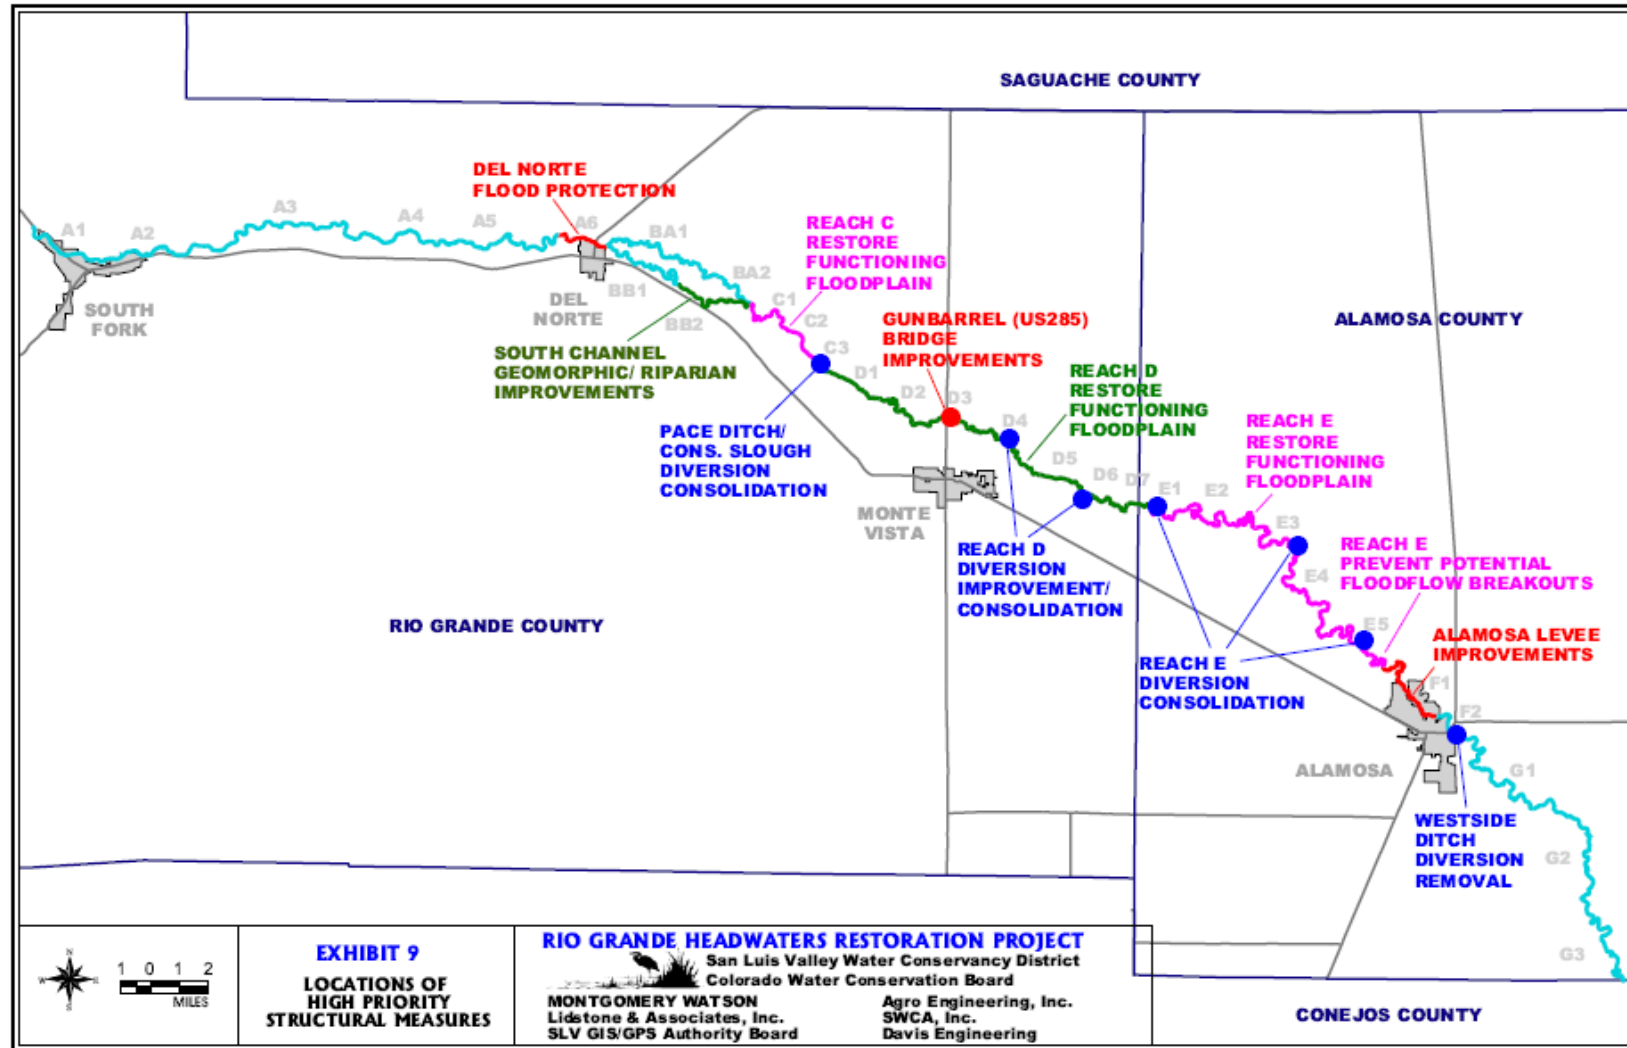 SAGUACHE COUNTY
DEL NORTE
FLOOD PROTECTION
A1
A2
A3
A4
A5
A6
BA1
BA2
BB1
BB2
C1
C2
C3
REACH C
RESTORE
FUNCTIONING
FLOODPLAIN
SOUTH
FORK
DEL
NORTE
SOUTH CHANNEL
GEOMORPHIC/ RIPARIAN
IMPROVEMENTS
GUNBARREL (US285)
BRIDGE
IMPROVEMENTS
ALAMOSA COUNTY
D1
D2
D3
D4
D5
D6
D7
REACH D
RESTORE
FUNCTIONING
FLOODPLAIN
PACE DITCH/
CONS. SLOUGH
DIVERSION
CONSOLIDATION
REACH E
RESTORE
FUNCTIONING
FLOODPLAIN
MONTE
VISTA
E1
E2
E3
E4
E5
REACH D
DIVERSION
IMPROVEMENT/
CONSOLIDATION
REACH E
PREVENT POTENTIAL
FLOODFLOW BREAKOUTS
RIO GRANDE COUNTY
ALAMOSA LEVEE
IMPROVEMENTS
REACH E
DIVERSION
CONSOLIDATION
F1
F2
ALAMOSA
G1
G2
G3
WESTSIDE
DITCH
DIVERSION
REMOVAL
CONEJOS COUNTY
N
W E
S
1 0 1 2
MILES
EXHIBIT 9
LOCATIONS OF
HIGH PRIORITY
STRUCTURAL MEASURES
RIO GRANDE HEADWATERS RESTORATION PROJECT
San Luis Valley Water Conservancy District
Colorado Water Conservation Board
MONTGOMERY WATSON
Lidstone & Associates, Inc.
SLV GIS/GPS Authority Board
Agro Engineering, Inc.
SWCA, Inc.
Davis Engineering